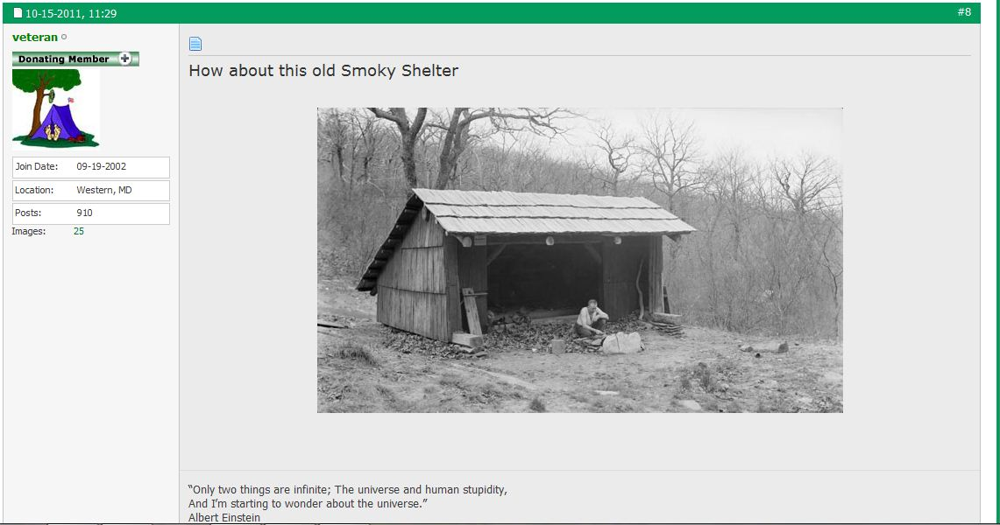 10-15-2011, 11:29
#8
veteran
Donating Member
Join Date: 09-19-2002
Location: Western, MD
Posts: 910
Images: 25
How about this old Smoky Shelter
“Only two things are infinite; The universe and human stupidity,
And I’m starting to wonder about the universe.”
Albert Einstein